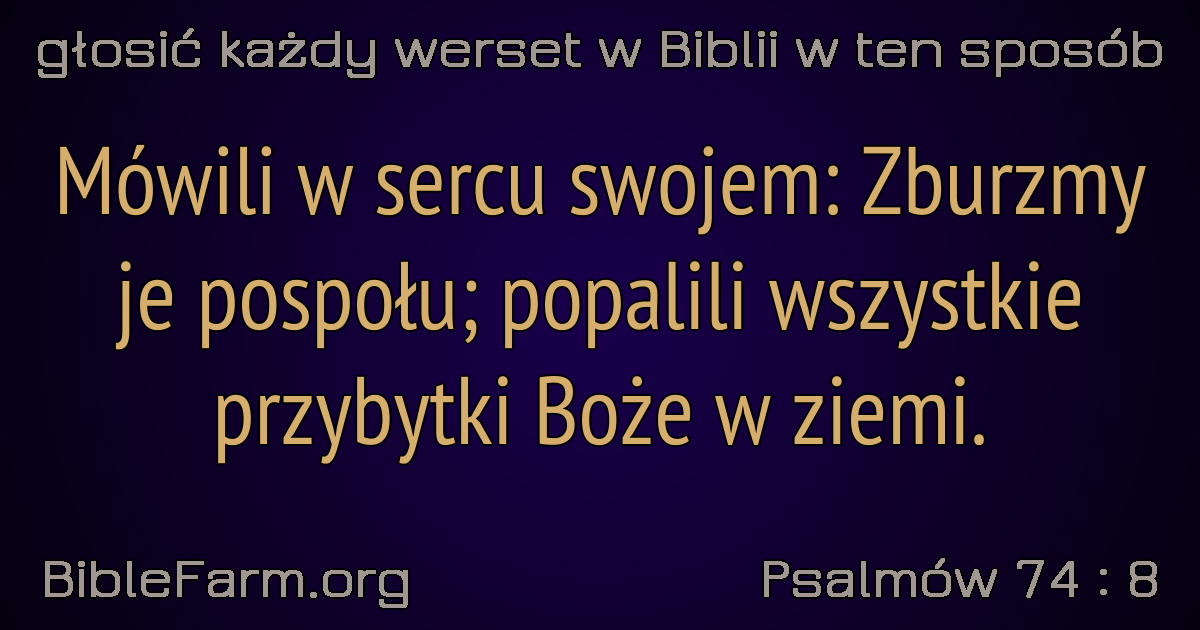 głosić każdy werset w Biblii w ten sposób
Mówili w sercu swojem: Zburzmy
je pospołu; popalili wszystkie
przybytki Boże w ziemi.
BibleFarm.org
Psalmów 74 : 8